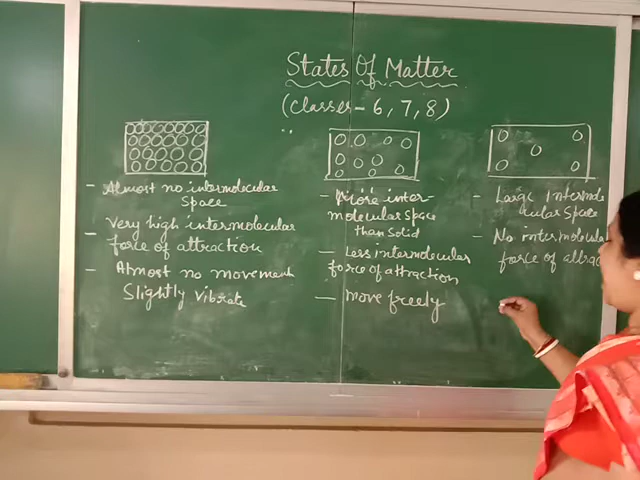 States Of Matter
(Classes - 6, 7, 8)
- Almost no intermolecular
space
- Very high intermolecular
force of attraction
- Almost no movement
Slightly vibrate
- More inter-
molecular space
than solid
- Less intermolecular
force of attraction
- move freely
- Large intermole
cular space
- No intermolecular
force of attrac